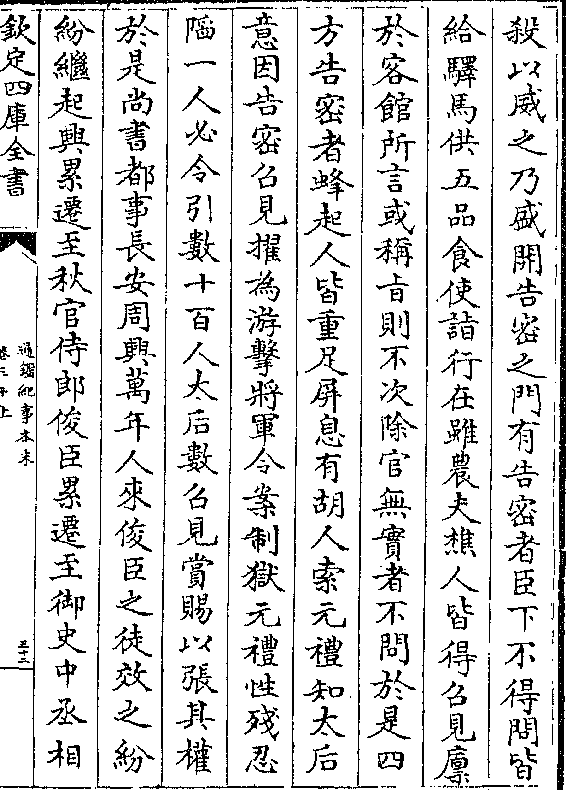 殺以威之乃盛開告密之門有告密者臣下不得問皆
給驛馬供五品食使詣行在雖農夫樵人皆得召見廪
於客館所言或稱旨則不次除官無實者不問於是四
方告密者蜂起人皆重足屏息有胡人索元禮知太后
意因告密召見擢為游擊將軍令案制獄元禮性殘忍
一人必令引數十百人太后數召見賞賜以張其權
於是尚書都事長安周興萬年人來俊臣之徒效之紛
紛繼起興累遷至秋官侍郎俊臣累遷至御史中丞相
欽定四庫全書
通鑑紀事本末
五十三